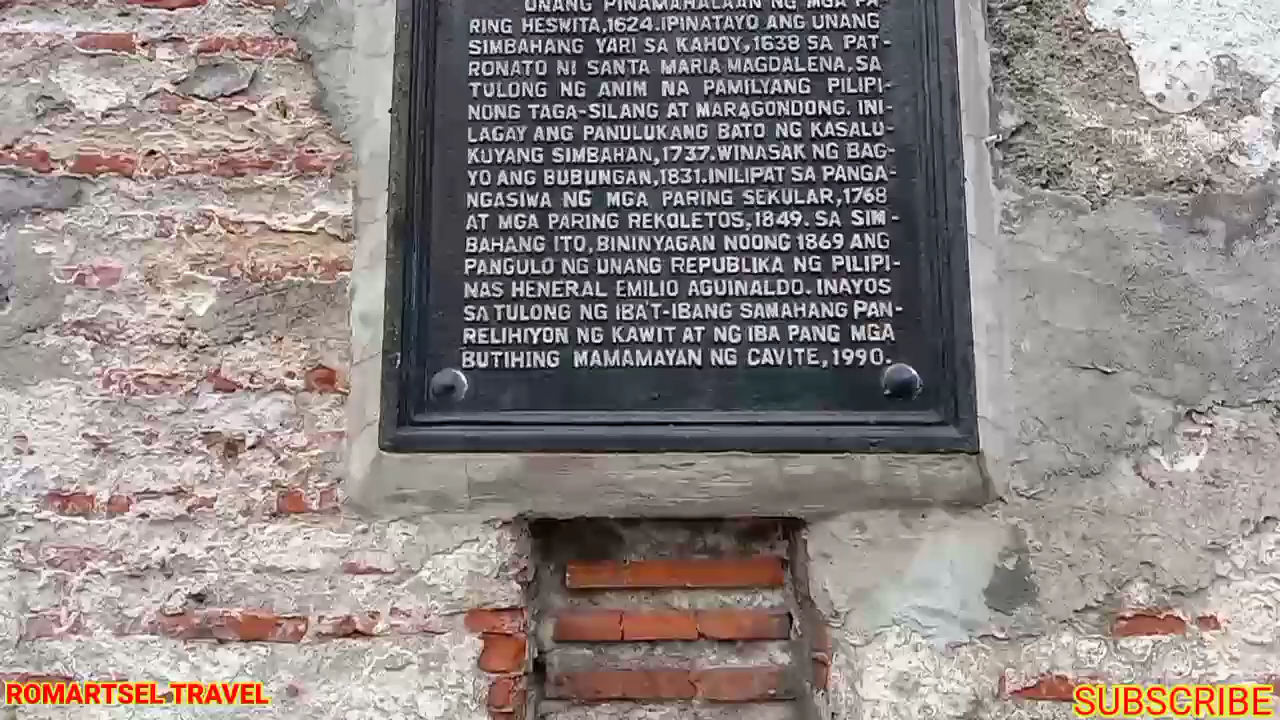 UNANG PINAMAHALAAN NG MGA PA-
RING HESWITA,1624.IPINATAYO ANG UNANG
SIMBAHANG YARI SA KAHOY,1638 SA PAT-
RONATO NI SANTA MARIA MAGDALENA,SA
TULONG NG ANIM NA PAMILYANG PILIPI-
NONG TAGA-SILANG AT MARAGONDONG. INI-
LAGAY ANG PANULUKANG BATO NG KASALU-
KUYANG SIMBAHAN,1737.WINASAK NG BAG-
YO ANG BUBUNGAN,1831.INILIPAT SA PANGA-
NGASIWA NG MGA PARING SEKULAR,1768
AT MGA PARING REKOLETOS,1849. SA SIM-
BAHANG ITO,BININYAGAN NOONG 1869 ANG
PANGULO NG UNANG REPUBLIKA NG PILIPI-
NAS HENERAL EMILIO AGUINALDO. INAYOS
SA TULONG NG IBA'T-IBANG SAMAHANG PAN-
RELIHIYON NG KAWIT AT NG IBA PANG MGA
BUTIHING MAMAMAYAN NG CAVITE,1990.
ROMARTSEL TRAVEL
SUBSCRIBE